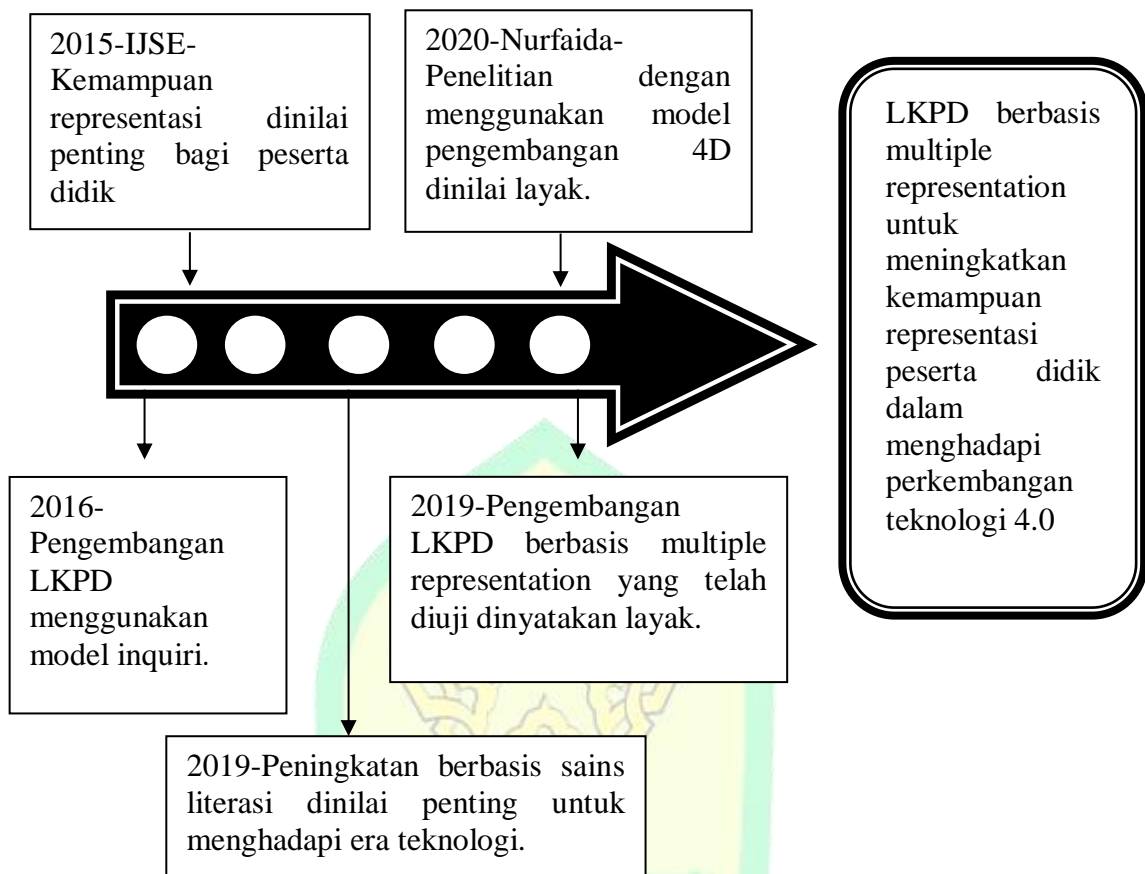 2015-IJSE-
Kemampuan
representasi dinilai
penting bagi peserta
didik
2020-Nurfaida-
Penelitian dengan
menggunakan model
pengembangan 4D
dinilai layak.
LKPD berbasis
multiple
representation
untuk
meningkatkan
kemampuan
representasi
peserta didik
dalam
menghadapi
perkembangan
teknologi 4.0
2016-
Pengembangan
LKPD
menggunakan
model inquiri.
2019-Pengembangan
LKPD berbasis multiple
representation yang telah
diuji dinyatakan layak.
2019-Peningkatan berbasis sains
literasi dinilai penting untuk
menghadapi era teknologi.